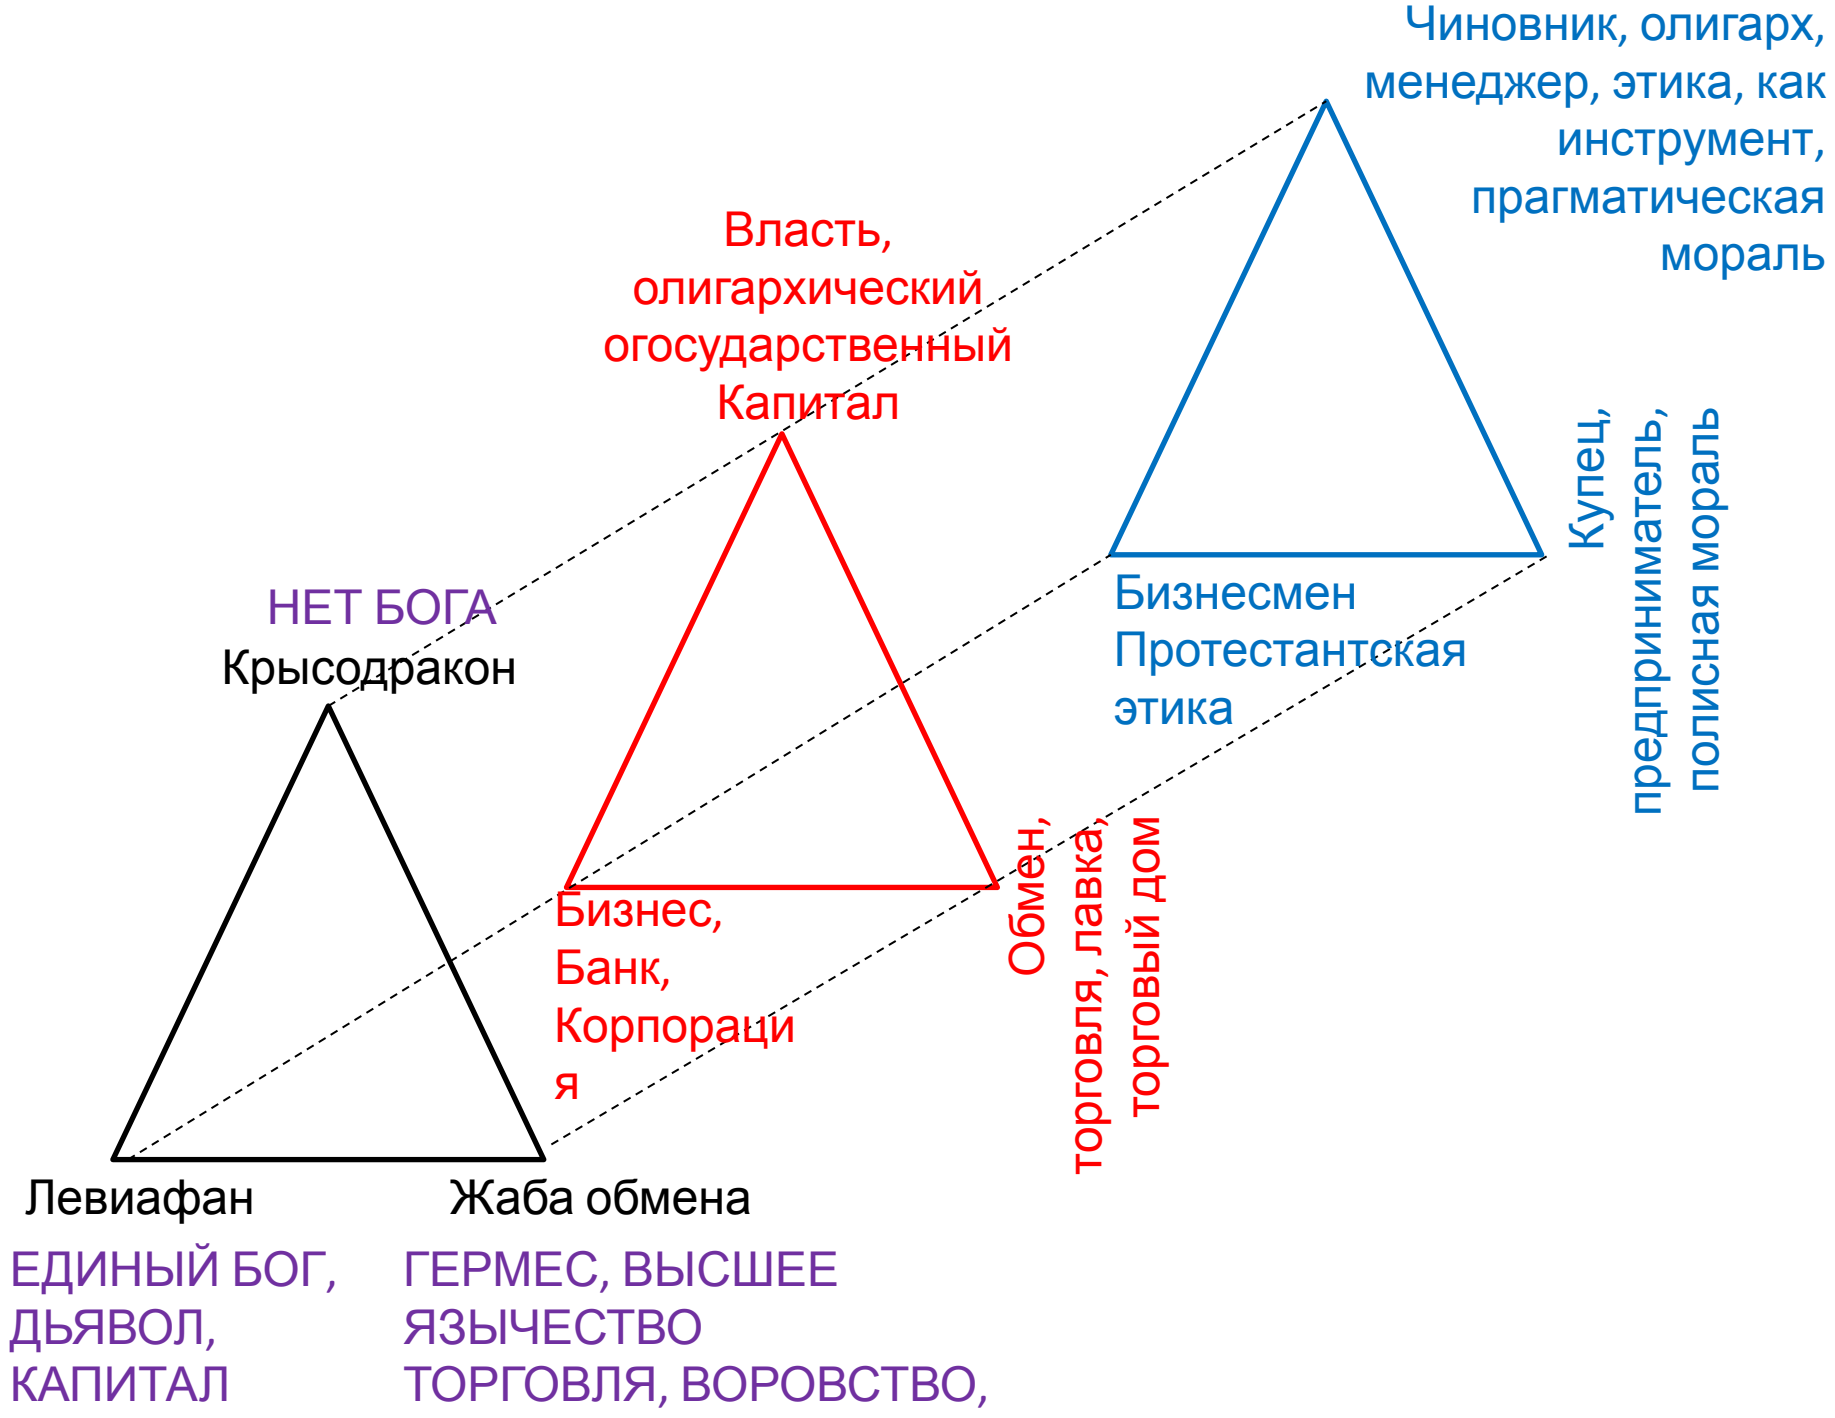 Чиновник, олигарх,
менеджер, этика, как
инструмент,
прагматическая
мораль
Власть,
олигархический
огосударственный
Капитал
Купец,
предприниматель,
полисная мораль
НЕТ БОГА
Крысодракон
Бизнесмен
Протестантская
этика
Обмен,
торговля, лавка,
торговый дом
Бизнес,
Банк,
Корпораци
я
Левиафан
Жаба обмена
ЕДИНЫЙ БОГ,
ДЬЯВОЛ,
КАПИТАЛ
ГЕРМЕС, ВЫСШЕЕ
ЯЗЫЧЕСТВО
ТОРГОВЛЯ, ВОРОВСТВО,